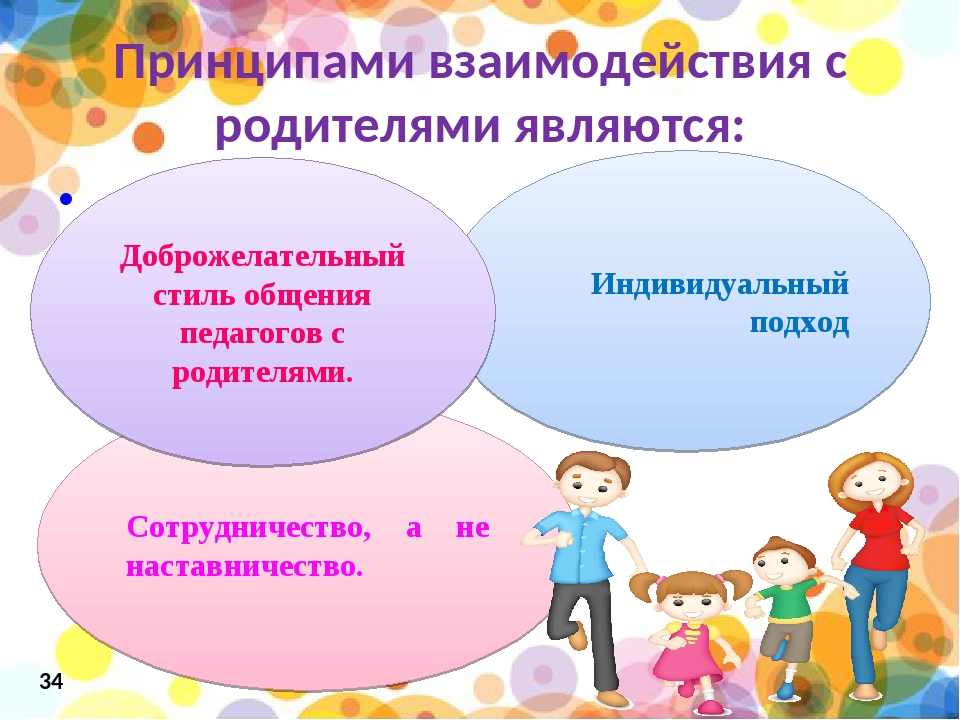 Принципами взаимодействия с
родителями являются:
Доброжелательный
стиль общения
педагогов с
родителями.
Индивидуальный
подход
Сотрудничество, а не
наставничество.
34